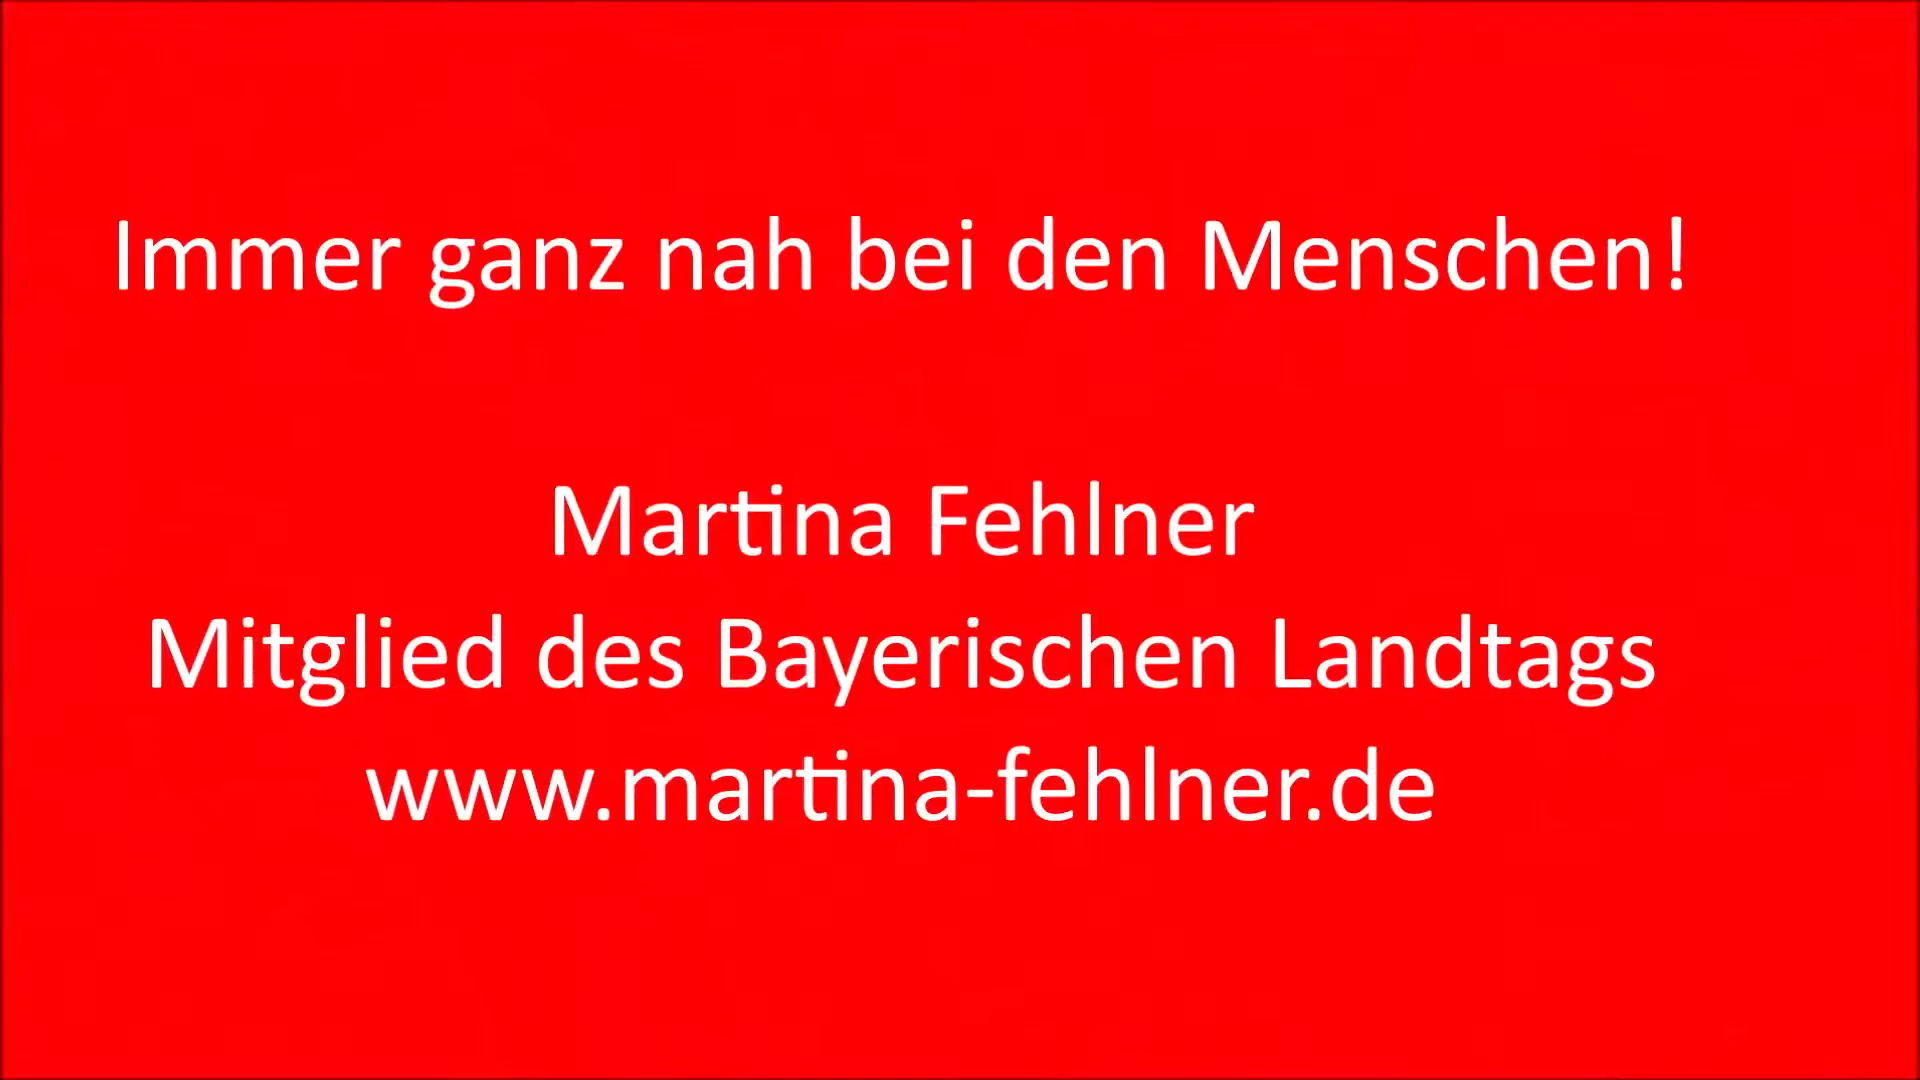 Immer ganz nah bei den Menschen!
Martina Fehlner
Mitglied des Bayerischen Landtags
www.martina-fehlner.de